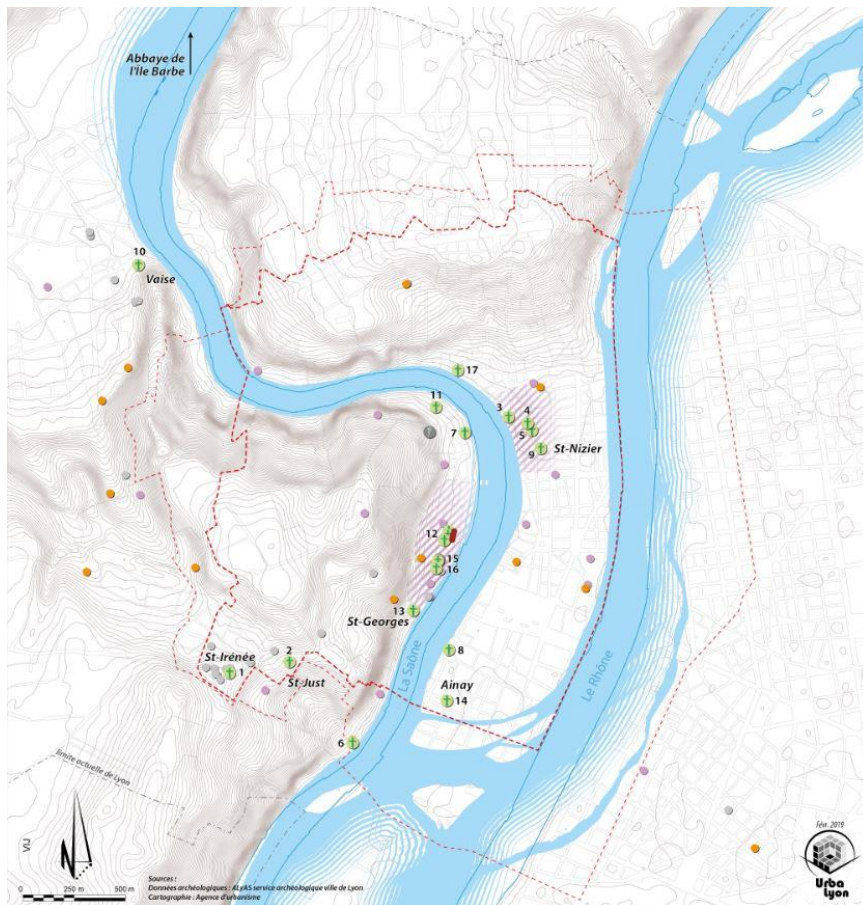 Abbaye de
l'Île Barbe
10
Vaise
17
11
3
4
7
5
9
St-Nizier
12
15
16
St-Georges
13
La Saône
Le Rhône
St-Irénée
2
1
St-Just
8
Ainay
14
6
limite actuelle de Lyon
VIJ
N
0
250 m
500 m
Sources :
Données archéologiques : ALyAS service archéologique ville de Lyon
Cartographie : Agence d'urbanisme
Févr. 2019
Urba
Lyon